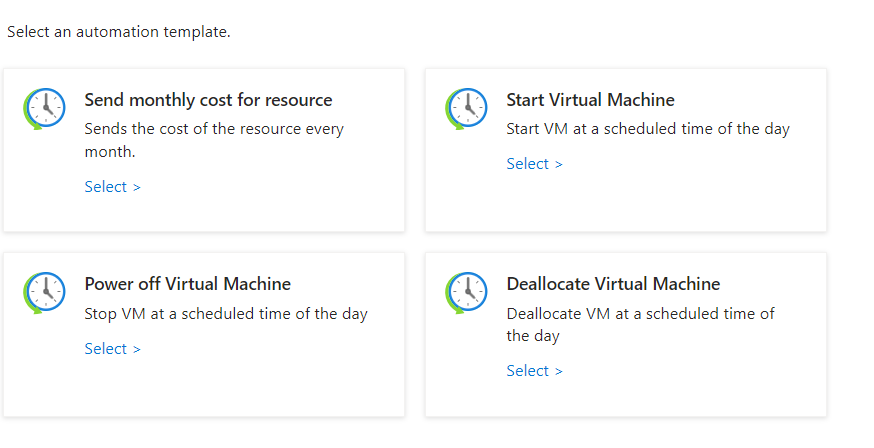 Select an automation template.
Send monthly cost for resource
Sends the cost of the resource every
month.
Select >
Start Virtual Machine
Start VM at a scheduled time of the day
Select >
Power off Virtual Machine
Stop VM at a scheduled time of the day
Select >
Deallocate Virtual Machine
Deallocate VM at a scheduled time of
the day
Select >